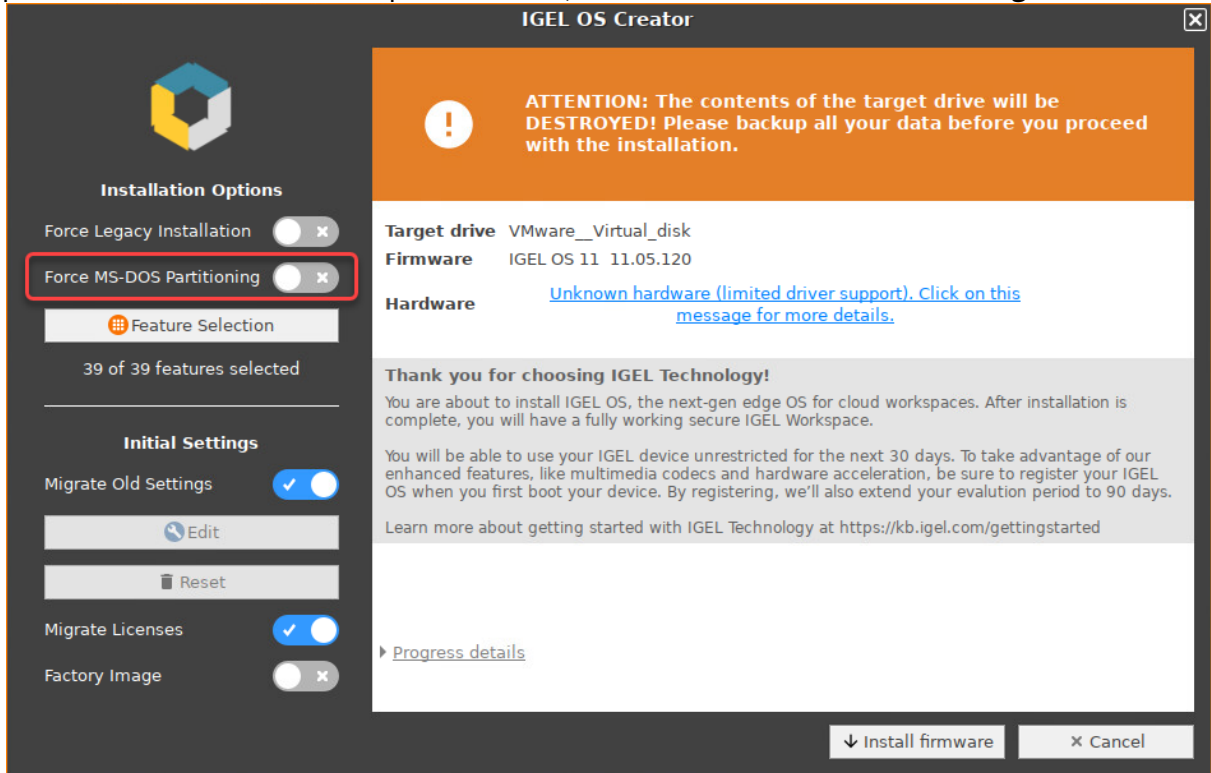 IGEL OS Creator
ATTENTION: The contents of the target drive will be
DESTROYED! Please backup all your data before you proceed
with the installation.
Installation Options
Force Legacy Installation
Force MS-DOS Partitioning
Feature Selection
39 of 39 features selected
Initial Settings
Migrate Old Settings
Edit
Reset
Migrate Licenses
Factory Image
Target drive VMware__Virtual_disk
Firmware IGEL OS 11 11.05.120
Hardware Unknown hardware (limited driver support). Click on this
message for more details.
Thank you for choosing IGEL Technology!
You are about to install IGEL OS, the next-gen edge OS for cloud workspaces. After installation is
complete, you will have a fully working secure IGEL Workspace.
You will be able to use your IGEL device unrestricted for the next 30 days. To take advantage of our
enhanced features, like multimedia codecs and hardware acceleration, be sure to register your IGEL
OS when you first boot your device. By registering, we'll also extend your evalution period to 90 days.
Learn more about getting started with IGEL Technology at https://kb.igel.com/gettingstarted
Progress details
Install firmware
Cancel